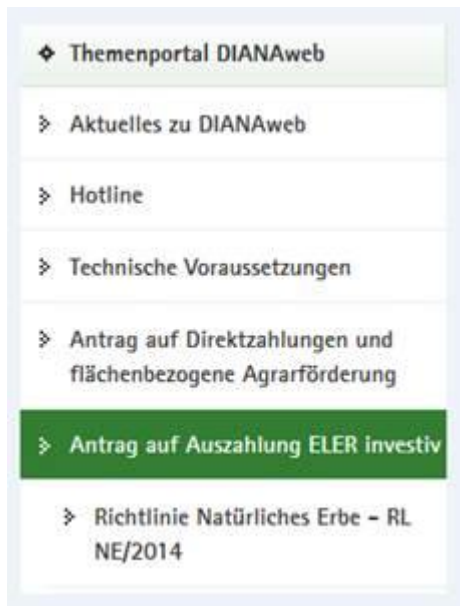 Themenportal DIANAweb
Aktuelles zu DIANAweb
Hotline
Technische Voraussetzungen
Antrag auf Direktzahlungen und
flächenbezogene Agrarförderung
Antrag auf Auszahlung ELER investiv
Richtlinie Natürliches Erbe – RL
NE/2014